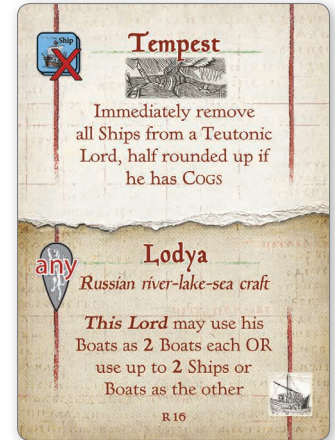 Ship
Tempest
Immediately remove
all Ships from a Teutonic
Lord, half rounded up if
he has COGS
any
Lodya
Russian river-lake-sea craft
This Lord may use his
Boats as 2 Boats each OR
use up to 2 Ships or
Boats as the other
R 16